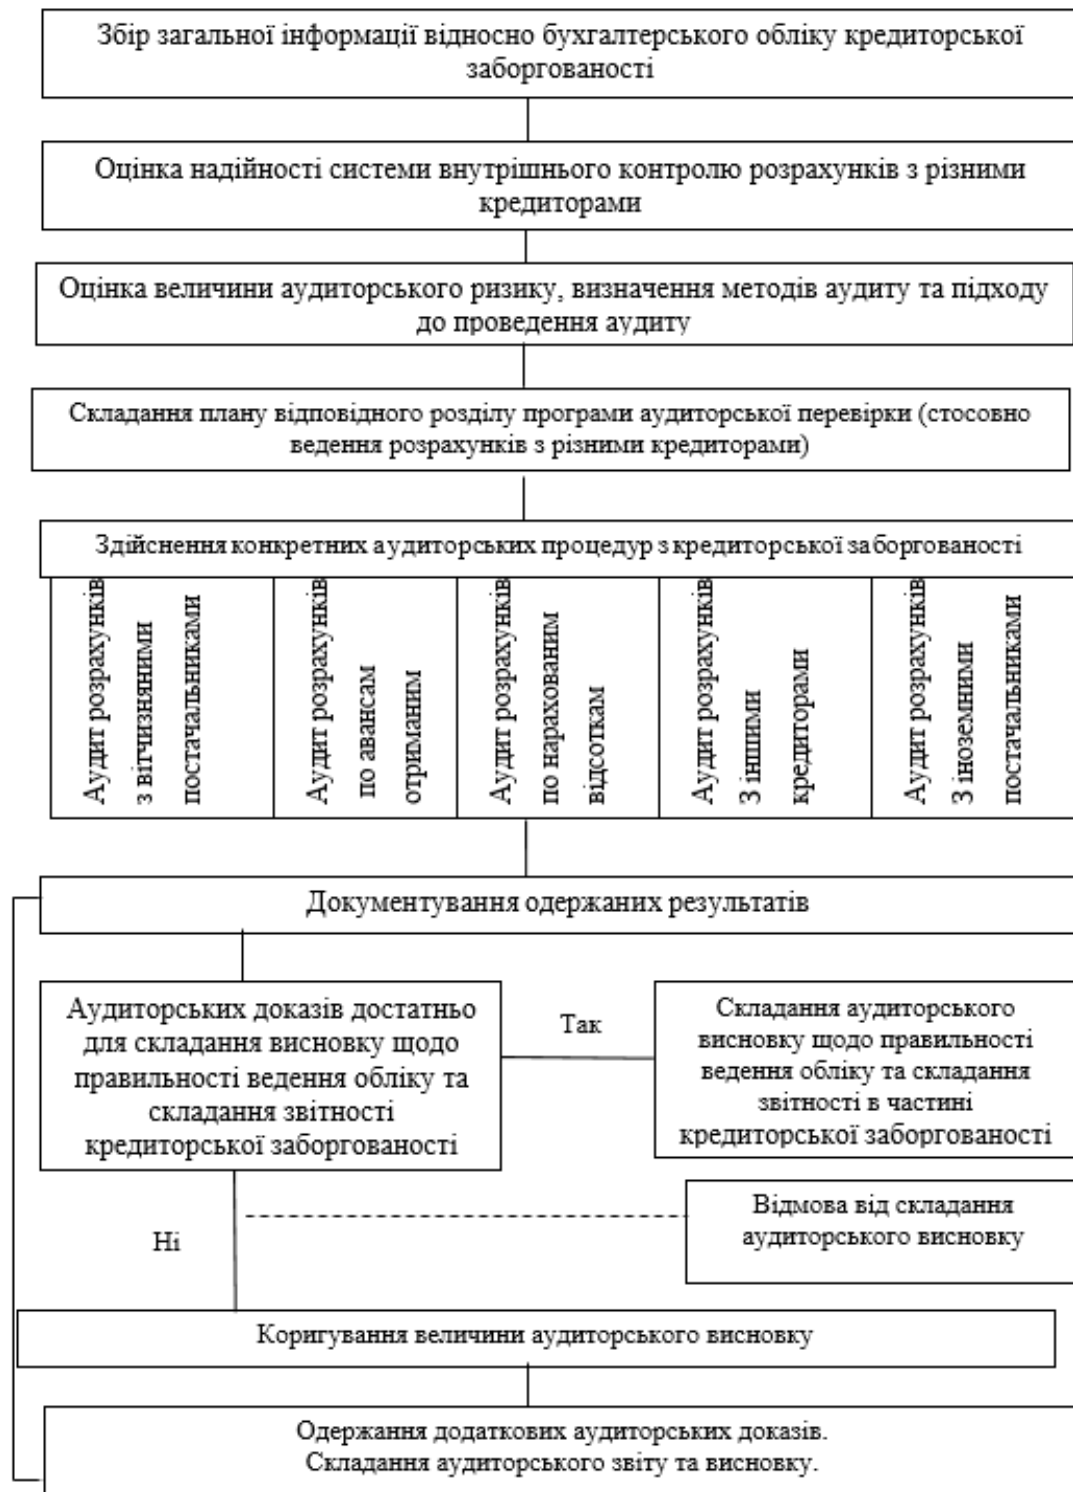 Збір загальної інформації відносно бухгалтерського обліку кредиторської
заборгованості
Оцінка надійності системи внутрішнього контролю розрахунків з різними
кредиторами
Оцінка величини аудиторського ризику, визначення методів аудиту та підходу
до проведення аудиту
Складання плану відповідного розділу програми аудиторської перевірки (стосовно
ведення розрахунків з різними кредиторами)
Здійснення конкретних аудиторських процедур з кредиторської заборгованості
Аудит розрахунків
з вітчизняними
постачальниками
Аудит розрахунків
по авансам
отриманим
Аудит розрахунків
по нарахованим
відсоткам
Аудит розрахунків
З іншими
кредиторами
Аудит розрахунків
З іноземними
постачальниками
Документування одержаних результатів
Аудиторських доказів достатньо
для складання висновку щодо
правильності ведення обліку та
складання звітності
кредиторської заборгованості
Так
Складання аудиторського
висновку щодо правильності
ведення обліку та складання
звітності в частині
кредиторської заборгованості
Відмова від складання
аудиторського висновку
Ні
Коригування величини аудиторського висновку
Одержання додаткових аудиторських доказів.
Складання аудиторського звіту та висновку.